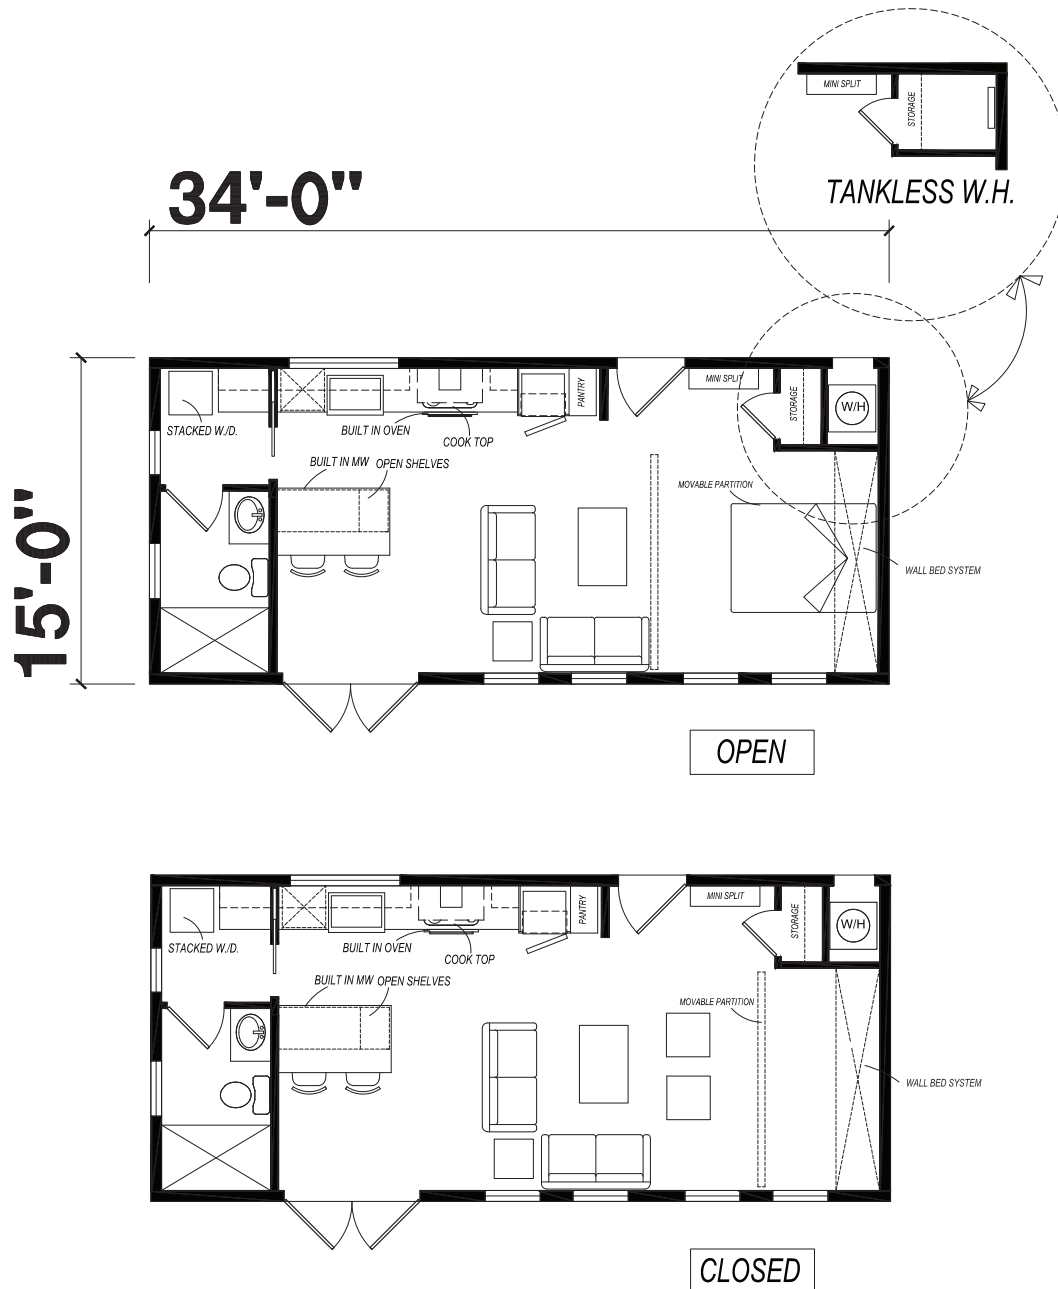 MINI SPLIT
STORAGE
TANKLESS W.H.
34'-0"
15'-0"
MINI SPLIT
STORAGE
W/H
PANTRY
STACKED W./D.
BUILT IN OVEN
COOK TOP
BUILT IN MW
OPEN SHELVES
MOVABLE PARTITION
WALL BED SYSTEM
OPEN
MINI SPLIT
STORAGE
W/H
PANTRY
STACKED W./D.
BUILT IN OVEN
COOK TOP
BUILT IN MW
OPEN SHELVES
MOVABLE PARTITION
WALL BED SYSTEM
CLOSED